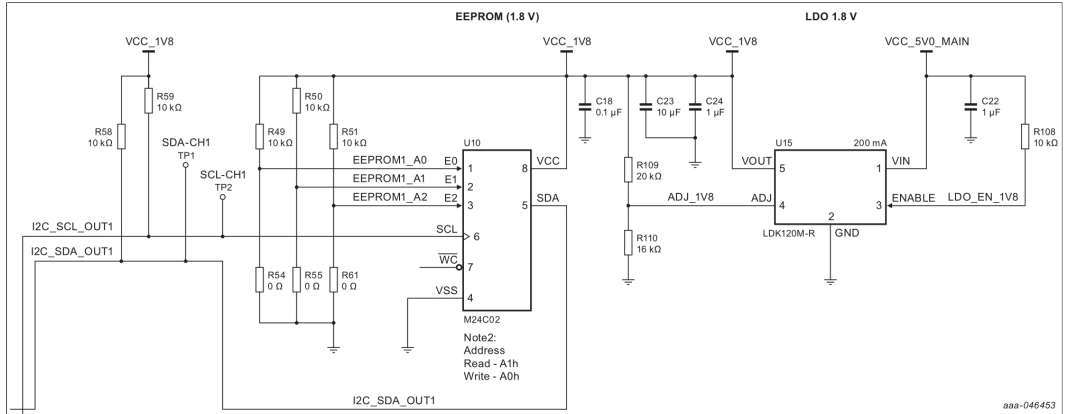 EEPROM (1.8 V)
LDO 1.8 V
VCC_1V8
VCC_1V8
VCC_1V8
VCC_5V0_MAIN
R59
10 kΩ
R58
10 kΩ
SDA-CH1
TP1
SCL-CH1
TP2
R50
10 kΩ
R49
10 kΩ
R51
10 kΩ
C18
0.1 µF
C23
10 µF
C24
1 µF
C22
1 µF
R108
10 kΩ
U10
EEPROM1_A0 E0 1
EEPROM1_A1 E1 2
EEPROM1_A2 E2 3
8 VCC
5 SDA
SCL 6
WC 7
VSS 4
M24C02
R109
20 kΩ
ADJ_1V8
R110
16 kΩ
U15 200 mA
VOUT 5
1 VIN
ADJ 4
3 ENABLE LDO_EN_1V8
2
LDK120M-R GND
I2C_SCL_OUT1
I2C_SDA_OUT1
R54
0 Ω
R55
0 Ω
R61
0 Ω
Note2:
Address
Read - A1h
Write - A0h
I2C_SDA_OUT1
aaa-046453